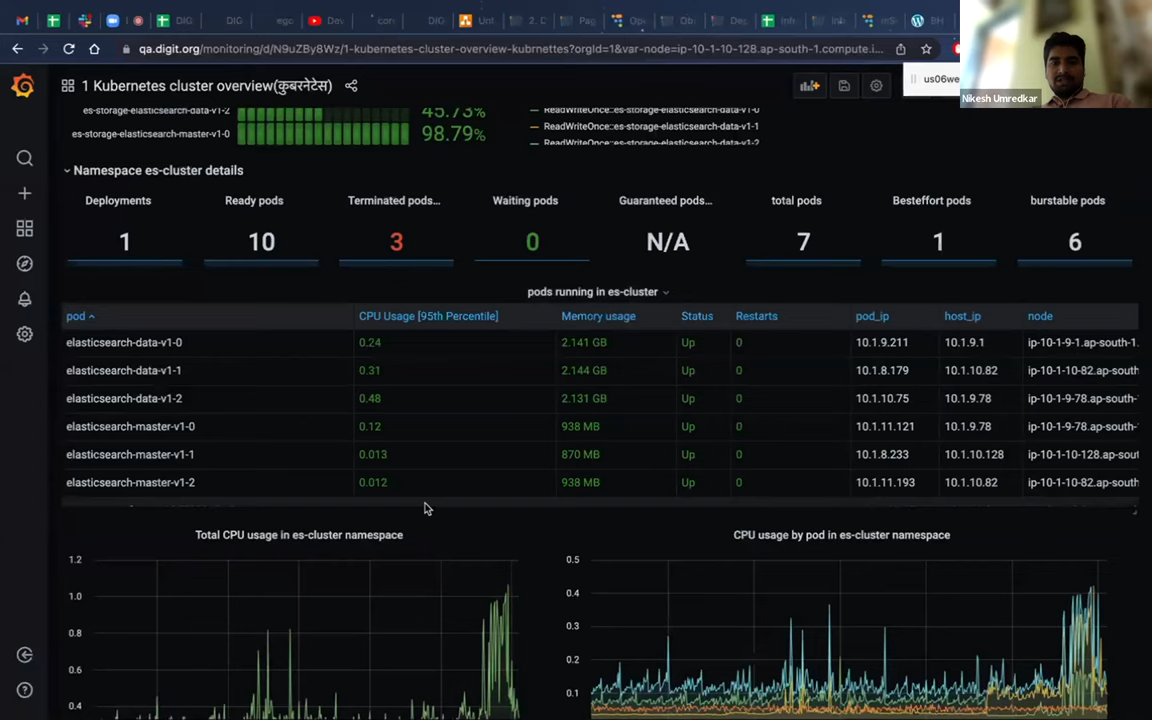 DIG
DIG
ego
Dev
DIG
Unt
2. D
Pag
Ope
qa.digit.org/monitoring/d/N9uZBy8Wz/1-kubernetes-cluster-overview-kubrnettes?orgId=1&var-node=ip-10-1-10-128.ap-south-1.compute.i...
us06we
Nikesh Umredkar
1 Kubernetes cluster overview(कुबरनेटेस)
es-storage-elasticsearch-data-v1-2 45.73% ReadWriteOnce::es-storage-elasticsearch-data-v1-0
es-storage-elasticsearch-master-v1-0 98.79% ReadWriteOnce::es-storage-elasticsearch-data-v1-1
ReadWriteOnce::es-storage-elasticsearch-data-v1-2
Namespace es-cluster details
Deployments Ready pods Terminated pods... Waiting pods Guaranteed pods... total pods Besteffort pods burstable pods
1 10 3 0 N/A 7 1 6
pods running in es-cluster
pod CPU Usage [95th Percentile] Memory usage Status Restarts pod_ip host_ip node
elasticsearch-data-v1-0 0.24 2.141 GB Up 0 10.1.9.211 10.1.9.1 ip-10-1-9-1.ap-south-1.
elasticsearch-data-v1-1 0.31 2.144 GB Up 0 10.1.8.179 10.1.10.82 ip-10-1-10-82.ap-south
elasticsearch-data-v1-2 0.48 2.131 GB Up 0 10.1.10.75 10.1.9.78 ip-10-1-9-78.ap-south-
elasticsearch-master-v1-0 0.12 938 MB Up 0 10.1.11.121 10.1.9.78 ip-10-1-9-78.ap-south-
elasticsearch-master-v1-1 0.013 870 MB Up 0 10.1.8.233 10.1.10.128 ip-10-1-10-128.ap-sout
elasticsearch-master-v1-2 0.012 938 MB Up 0 10.1.11.193 10.1.10.82 ip-10-1-10-82.ap-south
Total CPU usage in es-cluster namespace CPU usage by pod in es-cluster namespace
1.2 0.5
1.0 0.4
0.8 0.3
0.6 0.2
0.4 0.1